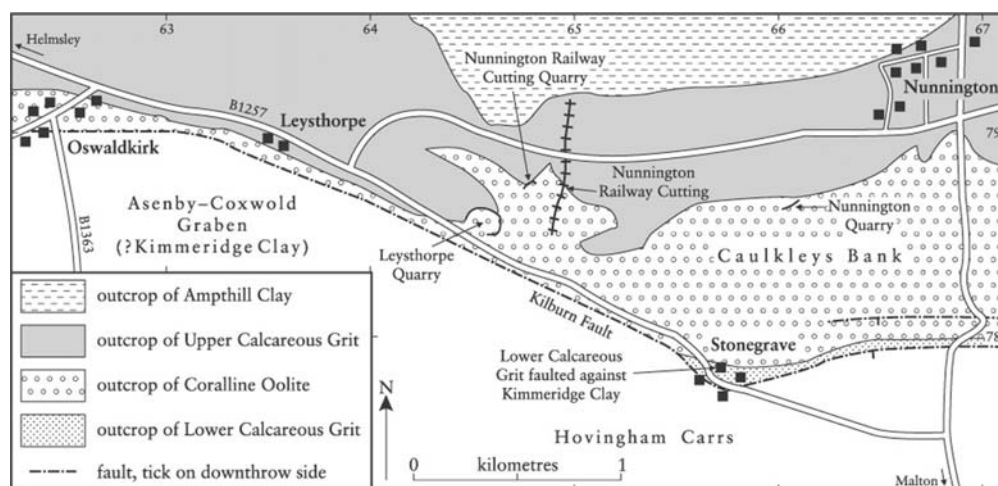 63
64
65
66
67
Helmsley
Nunnington Railway
Cutting Quarry
Nunnington
B1257
Leysthorpe
79
Oswaldkirk
Nunnington
Railway Cutting
Asenby–Coxwold
Graben
(?Kimmeridge Clay)
B1363
Nunnington
Quarry
Leysthorpe
Quarry
Caulkleys Bank
Kilburn Fault
78
Stonegrave
Lower Calcareous
Grit faulted against
Kimmeridge Clay
Hovingham Carrs
N
0 kilometres 1
Malton
outcrop of Ampthill Clay
outcrop of Upper Calcareous Grit
outcrop of Coralline Oolite
outcrop of Lower Calcareous Grit
fault, tick on downthrow side